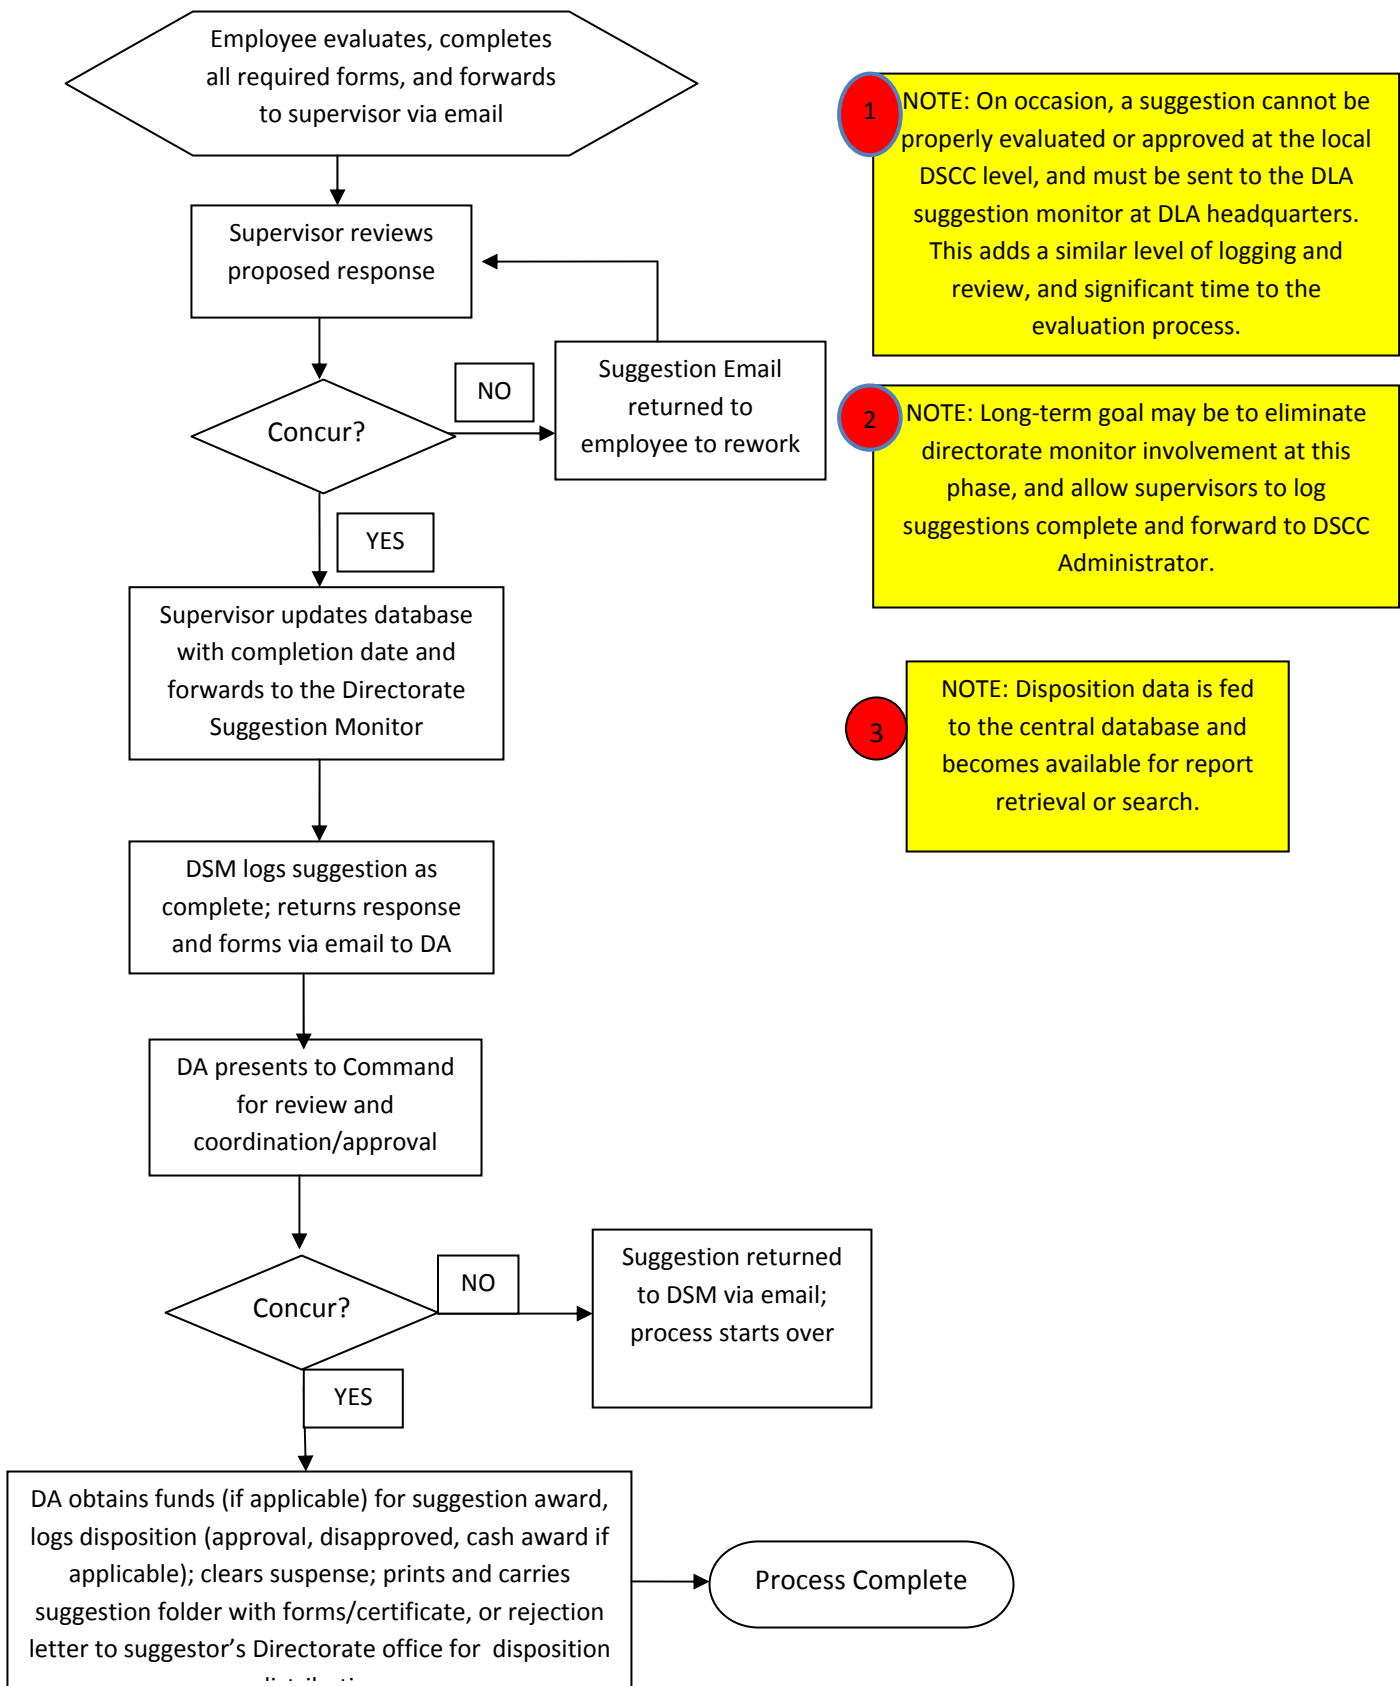 Employee evaluates, completes
all required forms, and forwards
to supervisor via email
Supervisor reviews
proposed response
Concur?
NO
Suggestion Email
returned to
employee to rework
YES
Supervisor updates database
with completion date and
forwards to the Directorate
Suggestion Monitor
DSM logs suggestion as
complete; returns response
and forms via email to DA
DA presents to Command
for review and
coordination/approval
Concur?
NO
Suggestion returned
to DSM via email;
process starts over
YES
DA obtains funds (if applicable) for suggestion award,
logs disposition (approval, disapproved, cash award if
applicable); clears suspense; prints and carries
suggestion folder with forms/certificate, or rejection
letter to suggestor’s Directorate office for  disposition
Process Complete
1
NOTE: On occasion, a suggestion cannot be
properly evaluated or approved at the local
DSCC level, and must be sent to the DLA
suggestion monitor at DLA headquarters.
This adds a similar level of logging and
review, and significant time to the
evaluation process.
2
NOTE: Long-term goal may be to eliminate
directorate monitor involvement at this
phase, and allow supervisors to log
suggestions complete and forward to DSCC
Administrator.
3
NOTE: Disposition data is fed
to the central database and
becomes available for report
retrieval or search.